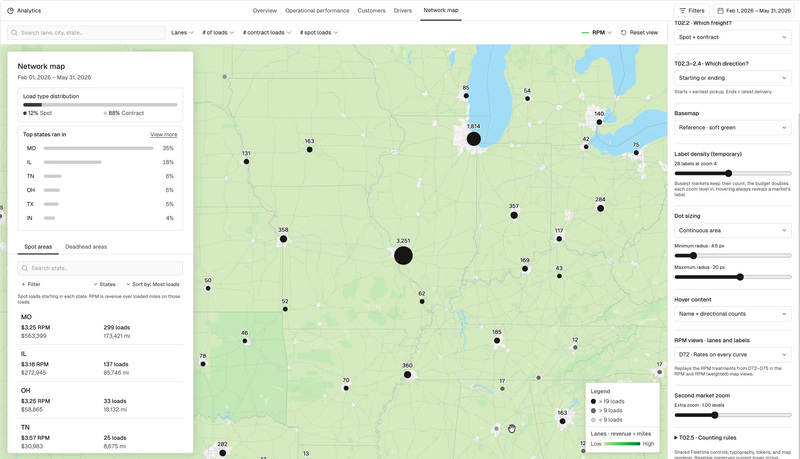 Analytics
Overview
Operational performance
Customers
Drivers
Network map
Filters
Feb 1, 2026 – May 31, 2026
Search lane, city, state...
Lanes
# of loads
# contract loads
# spot loads
RPM
Reset view
Network map
Feb 01, 2026 – May 31, 2026
Load type distribution
12% Spot
88% Contract
Top states ran in
View more
MO
35%
IL
18%
TN
6%
OH
5%
TX
5%
IN
4%
Spot areas
Deadhead areas
Search state...
Filter
States
Sort by: Most loads
Spot loads starting in each state. RPM is revenue over loaded miles on those
loads.
MO
$3.25 RPM
299 loads
$563,399
173,421 mi
IL
$3.18 RPM
137 loads
$272,945
85,746 mi
OH
$3.25 RPM
33 loads
$58,865
18,132 mi
TN
$3.57 RPM
25 loads
$30,983
8,675 mi
85
54
1,814
140
42
75
163
131
357
284
358
117
3,251
169
43
50
62
52
46
185
12
78
360
17
17
70
163
12
282
13
Legend
> 19 loads
> 9 loads
< 9 loads
Lanes · revenue ÷ miles
Low
High
T02.2 · Which freight?
Spot + contract
T02.3–2.4 · Which direction?
Starting or ending
Starts = earliest pickup. Ends = latest delivery.
Basemap
Reference · soft green
Label density (temporary)
28 labels at zoom 4
Busiest markets keep their count; the budget doubles
each zoom level in. Hovering always reveals a market's
label.
Dot sizing
Continuous area
Minimum radius · 4.5 px
Maximum radius · 20 px
Hover content
Name + directional counts
RPM views · lanes and labels
D72 · Rates on every curve
Replays the RPM treatments from D72–D75 in the
RPM and RPM (weighted) map views.
Second market zoom
Extra zoom · 1.00 levels
T02.5 · Counting rules
Shared Fleetline controls, typography, tokens, and map